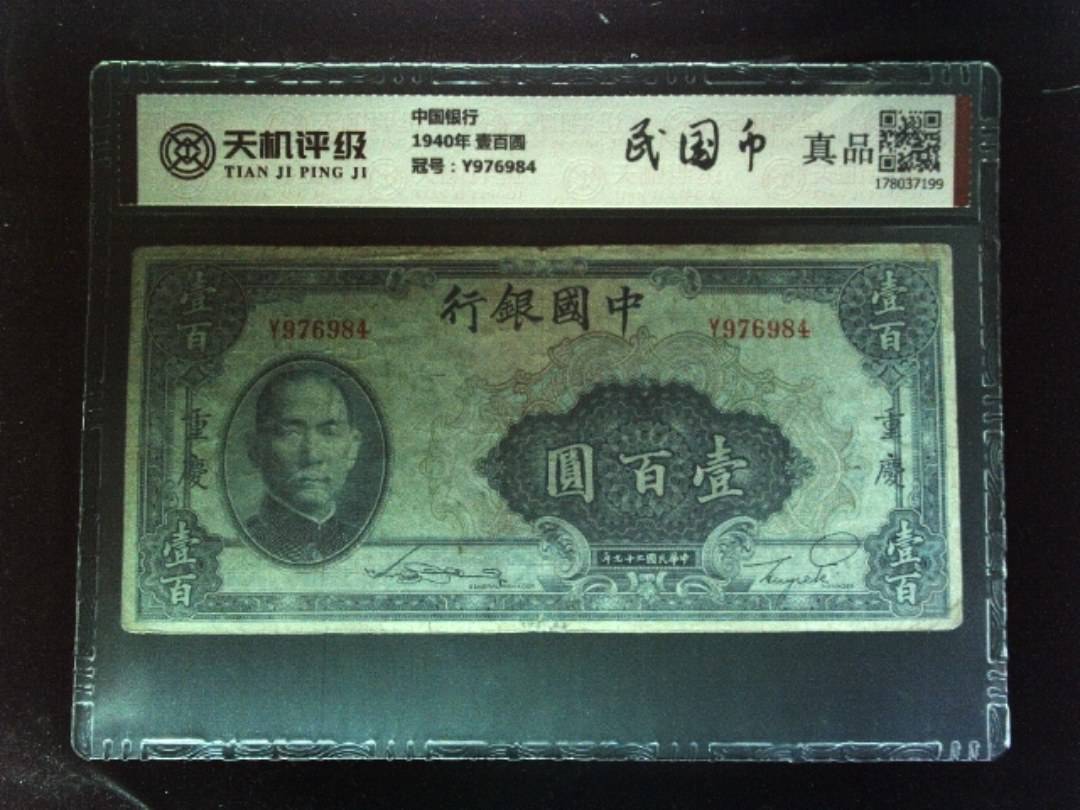 天机评级
TIAN JI PING JI
中国银行
1940年 壹百圆
冠号：Y976984
民国币
真品
178037199
壹百
壹百
行銀國中
Y976984
Y976984
重慶
重慶
圓百壹
年九十二國民華中
壹百
壹百